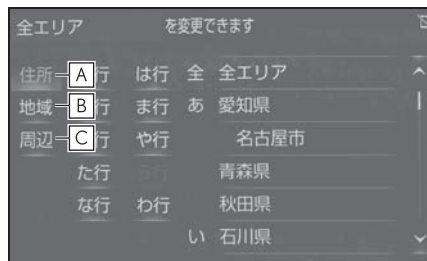 全エリア を変更できます
住所 A 行 は行 全 全エリア
地域 B 行 ま行 あ 愛知県
周辺 C 行 や行 名古屋市
た行 青森県
な行 わ行 秋田県
い 石川県